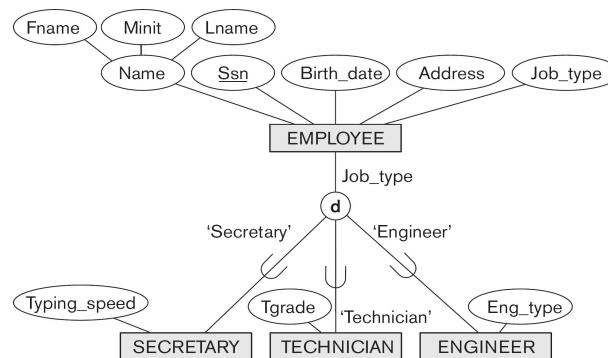 Fname Minit Lname
Name Ssn Birth_date Address Job_type
EMPLOYEE
Job_type
d
‘Secretary’ ‘Engineer’
Typing_speed Tgrade ‘Technician’ Eng_type
SECRETARY TECHNICIAN ENGINEER